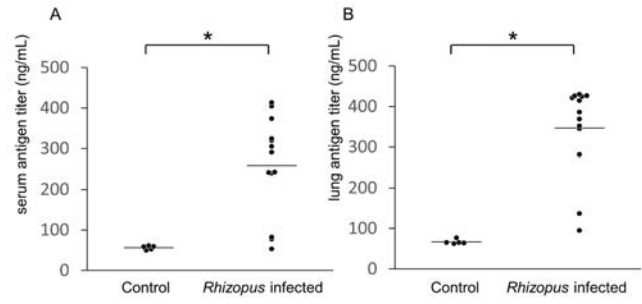 A
*
serum antigen titer (ng/mL)
500
400
300
200
100
0
Control
Rhizopus infected
B
*
lung antigen titer (ng/mL)
500
400
300
200
100
0
Control
Rhizopus infected